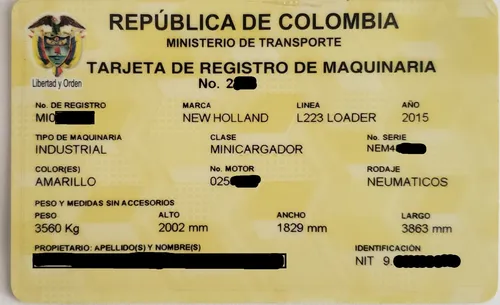 REPÚBLICA DE COLOMBIA
MINISTERIO DE TRANSPORTE
TARJETA DE REGISTRO DE MAQUINARIA
Libertad y Orden
No. 2
No. DE REGISTRO MARCA LINEA AÑO
MI0 NEW HOLLAND L223 LOADER 2015
TIPO DE MAQUINARIA CLASE No. SERIE
INDUSTRIAL MINICARGADOR NEM4
COLOR(ES) No. MOTOR RODAJE
AMARILLO 025 NEUMATICOS
PESO Y MEDIDAS SIN ACCESORIOS
PESO ALTO ANCHO LARGO
3560 Kg 2002 mm 1829 mm 3863 mm
PROPIETARIO: APELLIDO(S) Y NOMBRE(S) IDENTIFICACIÓN
NIT 9.